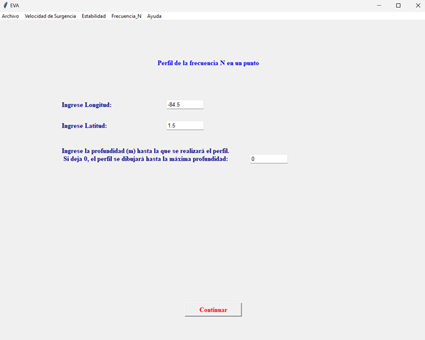 EVA
Archivo Velocidad de Surgencia Estabilidad Frecuencia_N Ayuda
Perfil de la frecuencia N en un punto
Ingrese Longitud: -84.5
Ingrese Latitud: 1.5
Ingrese la profundidad (m) hasta la que se realizará el perfil.
Si deja 0, el perfil se dibujará hasta la máxima profundidad: 0
Continuar